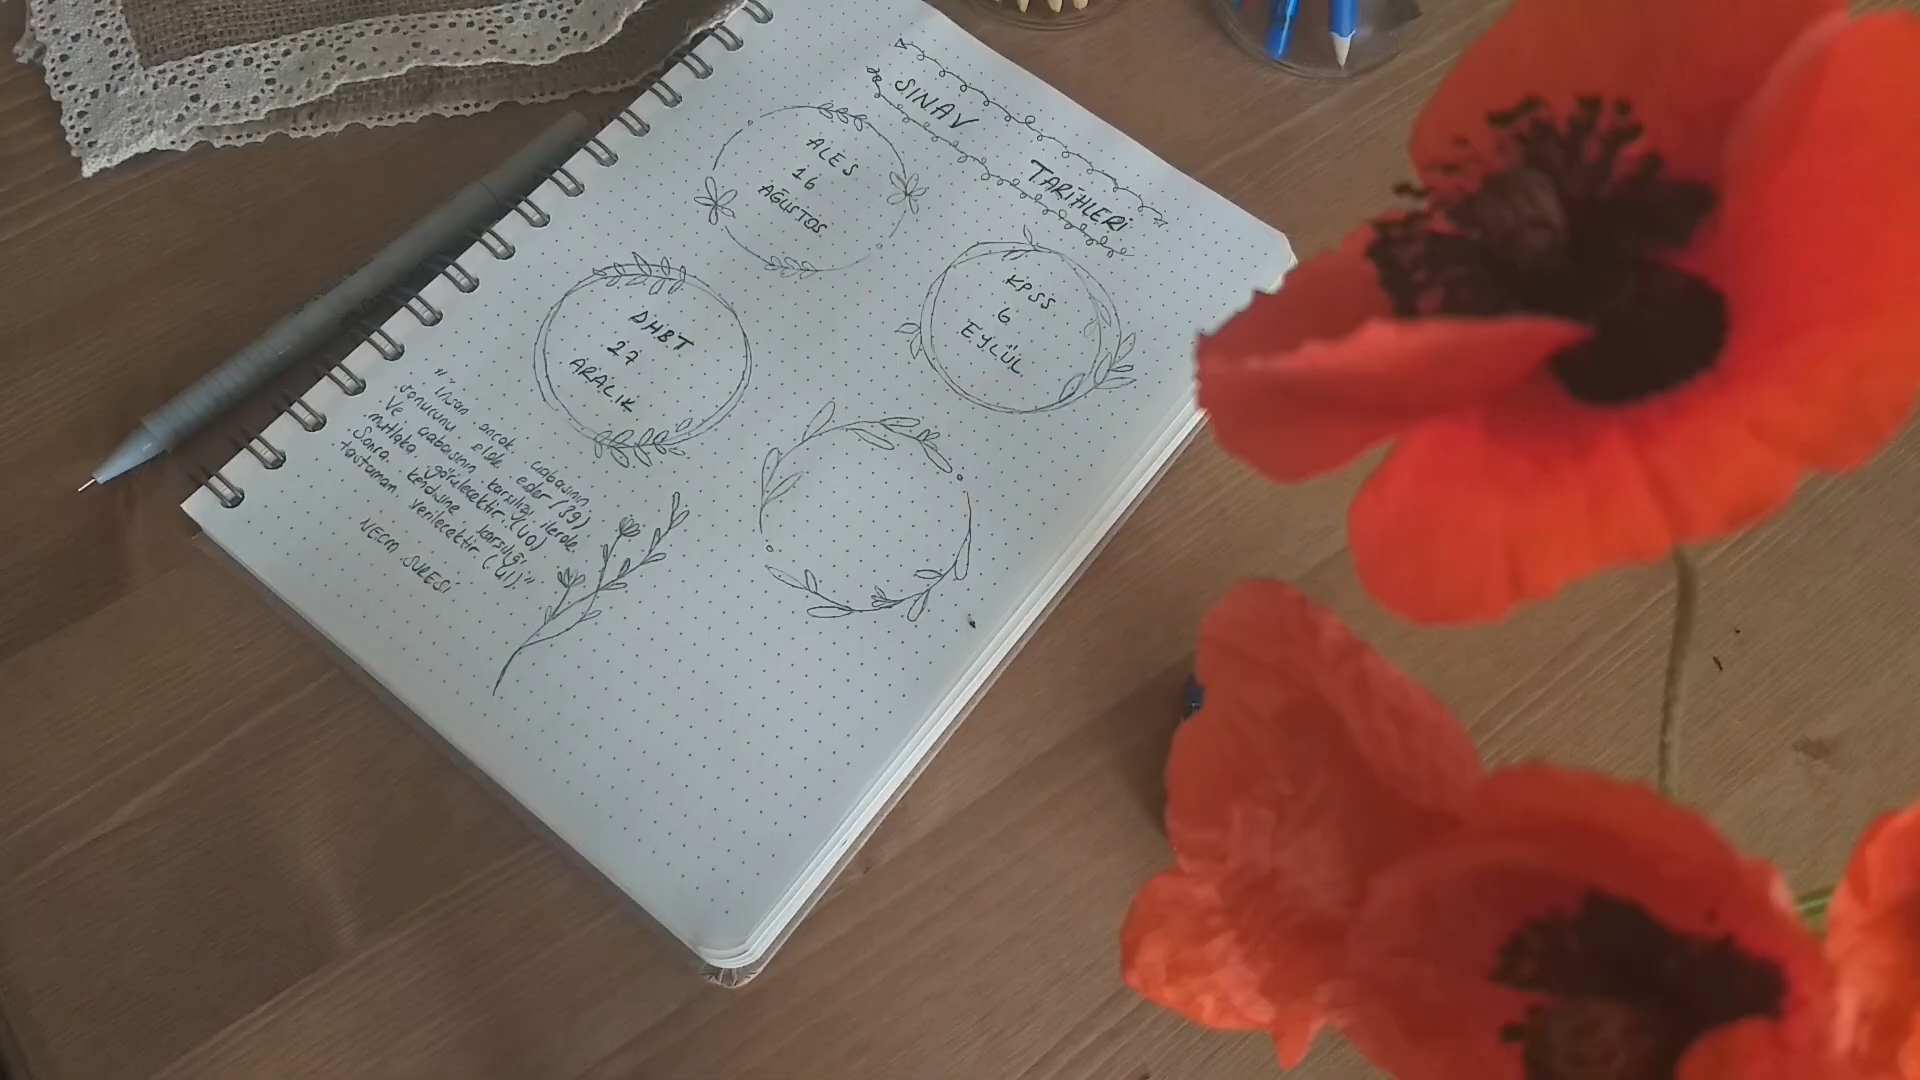 SINAV
TARİHLERİ
ALES
16
AĞUSTOS
KPSS
6
EYLÜL
DHBT
27
ARALIK
"İnsan ancak çabasının
sonucunu elde eder (39)
Ve çabasının karşılığı ilerde
mutlaka görülecektir. (40)
Sonra kendisine karşılığı
tastamam verilecektir (41)."
NECM SURESİ